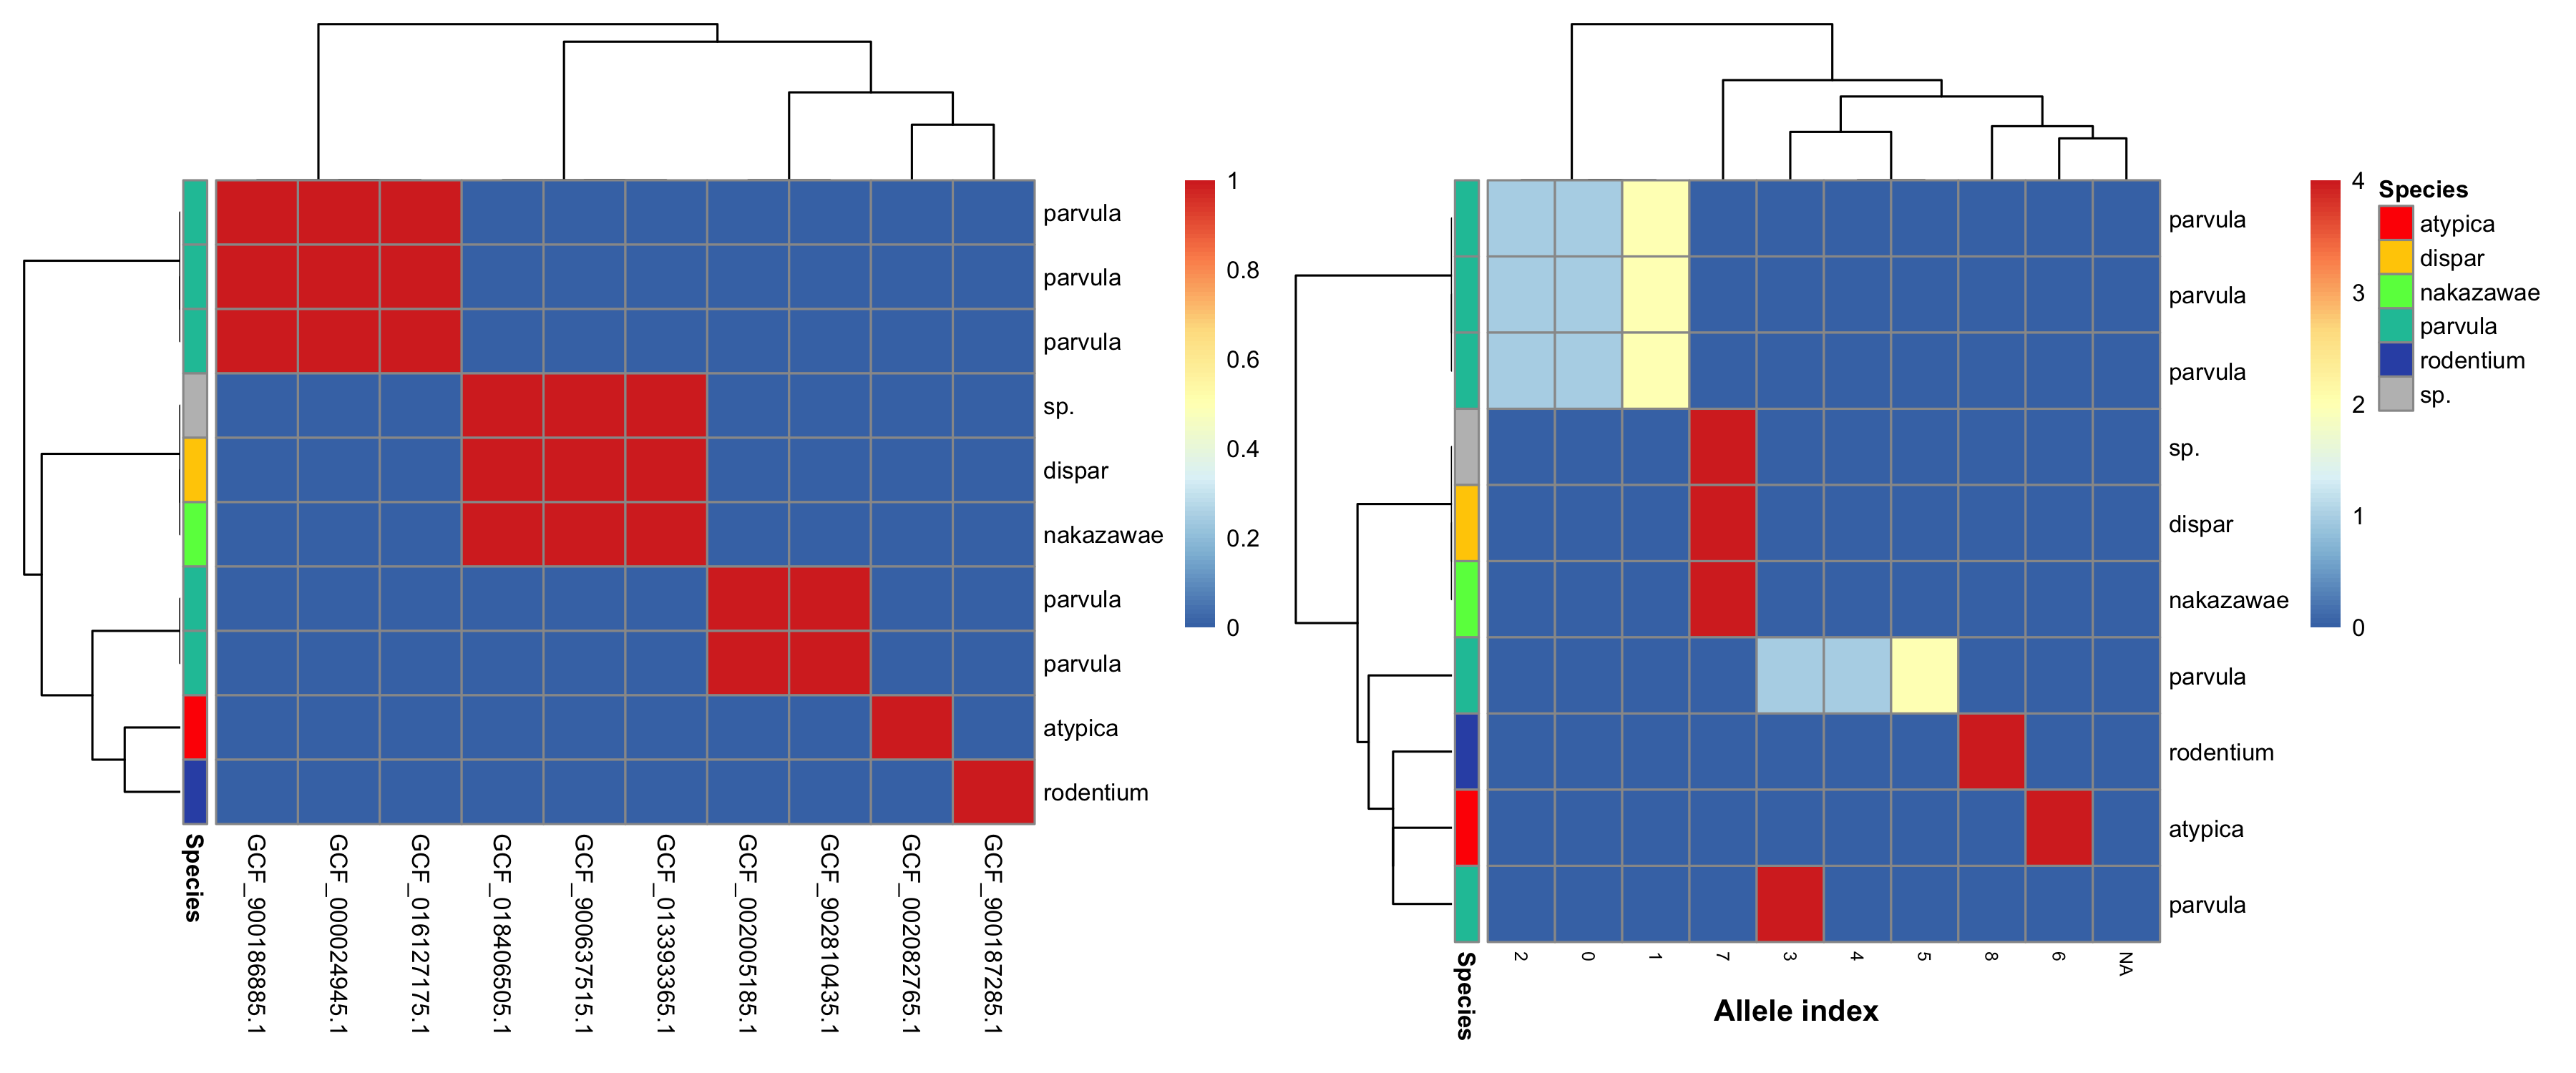 parvula
parvula
parvula
sp.
dispar
nakazawae
parvula
parvula
atypica
rodentium
Species
GCF_900186885.1
GCF_000024945.1
GCF_016127175.1
GCF_018406505.1
GCF_900637515.1
GCF_013393365.1
GCF_002005185.1
GCF_902810435.1
GCF_002082765.1
GCF_900187285.1
1
0.8
0.6
0.4
0.2
0
parvula
parvula
parvula
sp.
dispar
nakazawae
parvula
rodentium
atypica
parvula
Species
2
0
1
7
3
4
5
8
6
NA
Allele index
4
3
2
1
0
Species
atypica
dispar
nakazawae
parvula
rodentium
sp.